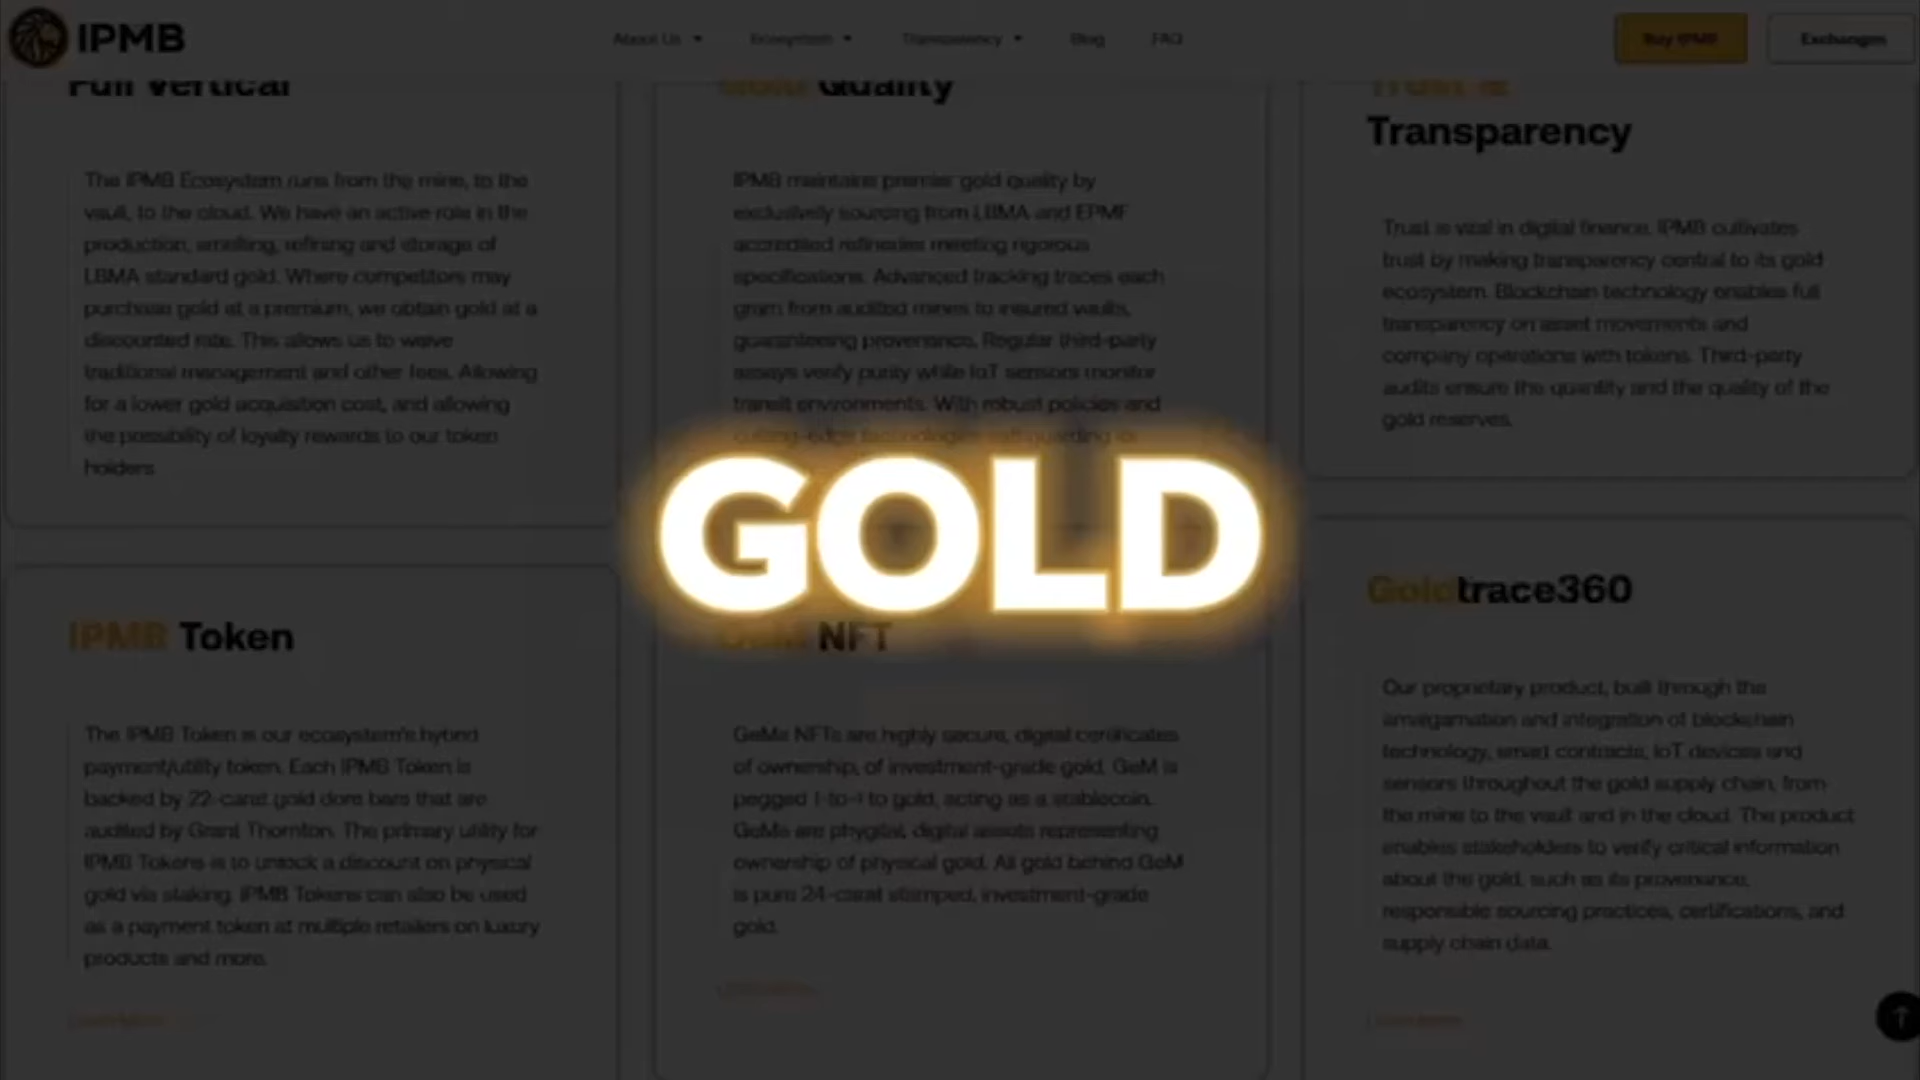 IPMB
About Us
Ecosystem
Transparency
Blog
FAQ
Buy IPMB
Exchanges
Full Vertical
The IPMB Ecosystem runs from the mine, to the
vault, to the cloud. We have an active role in the
production, smelting, refining and storage of
LBMA standard gold. Where competitors may
purchase gold at a premium, we obtain gold at a
discounted rate. This allows us to waive
traditional management and other fees. Allowing
for a lower gold acquisition cost, and allowing
the possibility of loyalty rewards to our token
holders.
Gold Quality
IPMB maintains premier gold quality by
exclusively sourcing from LBMA and EPMF
accredited refineries meeting rigorous
specifications. Advanced tracking traces each
gram from audited mines to insured vaults,
guaranteeing provenance. Regular third-party
assays verify purity while IoT sensors monitor
transit environments. With robust policies and
cutting-edge technologies safeguarding
Trust &
Transparency
Trust is vital in digital finance. IPMB cultivates
trust by making transparency central to its gold
ecosystem. Blockchain technology enables full
transparency on asset movements and
company operations with tokens. Third-party
audits ensure the quantity and the quality of the
gold reserves.
GOLD
IPMB Token
The IPMB Token is our ecosystem's hybrid
payment/utility token. Each IPMB Token is
backed by 22-carat gold dore bars that are
audited by Grant Thornton. The primary utility for
IPMB Tokens is to unlock a discount on physical
gold via staking. IPMB Tokens can also be used
as a payment token at multiple retailers on luxury
products and more.
NFT
GeMs NFTs are highly secure, digital certificates
of ownership, of investment-grade gold. GeM is
pegged 1-to-1 to gold, acting as a stablecoin.
GeMs are phygital, digital assets representing
ownership of physical gold. All gold behind GeM
is pure 24-carat stamped, investment-grade
gold.
Goldtrace360
Our proprietary product, built through the
amalgamation and integration of blockchain
technology, smart contracts, IoT devices and
sensors throughout the gold supply chain, from
the mine to the vault and in the cloud. The product
enables stakeholders to verify critical information
about the gold, such as its provenance,
responsible sourcing practices, certifications, and
supply chain data.